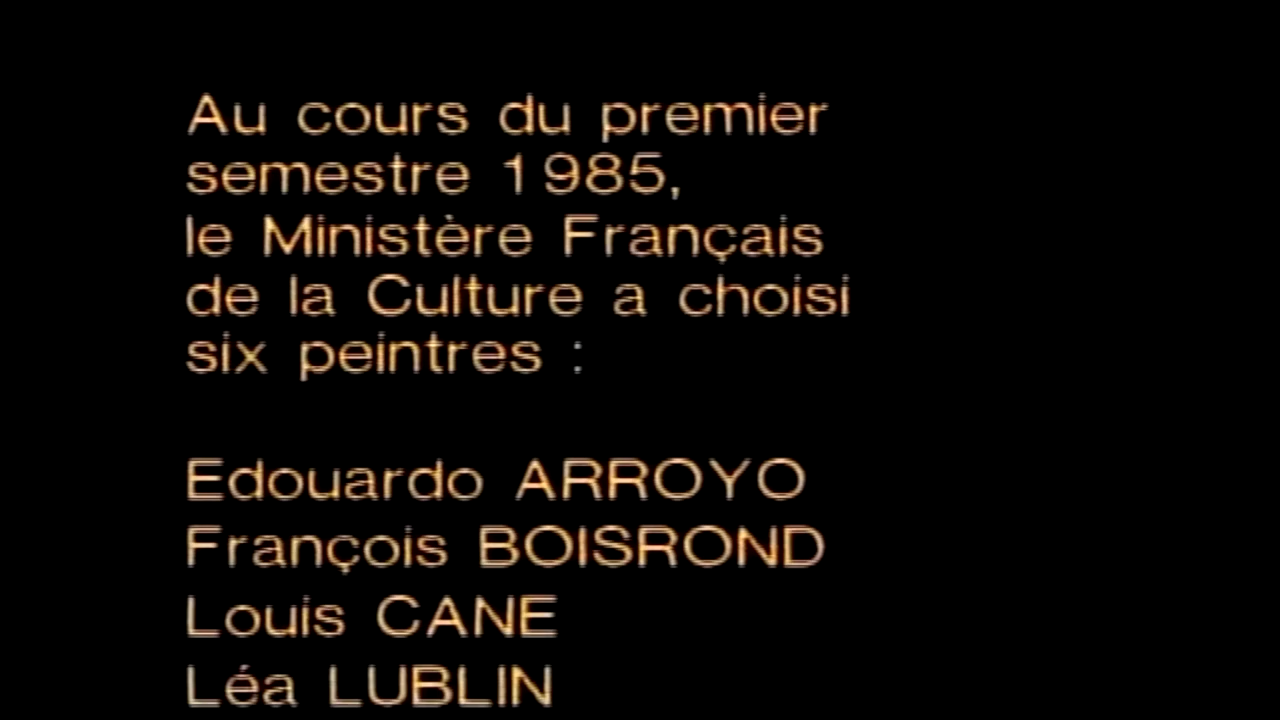 Au cours du premier
semestre 1985,
le Ministère Français
de la Culture a choisi
six peintres :
Edouardo ARROYO
François BOISROND
Louis CANE
Léa LUBLIN